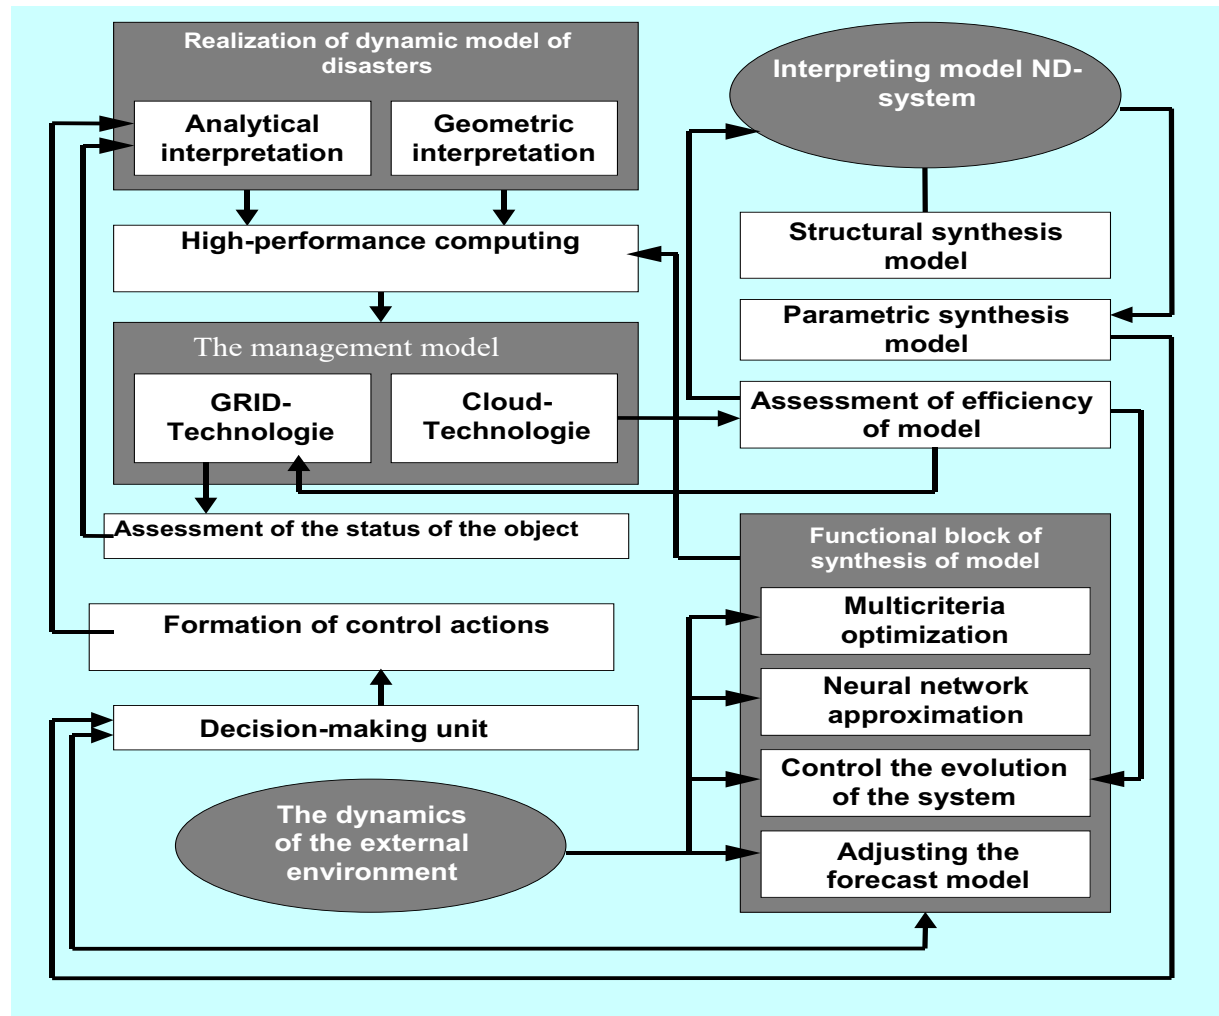 Realization of dynamic model of
disasters
Analytical
interpretation
Geometric
interpretation
High-performance computing
The management model
GRID-
Technologie
Cloud-
Technologie
Assessment of the status of the object
Formation of control actions
Decision-making unit
The dynamics
of the external
environment
Interpreting model ND-
system
Structural synthesis
model
Parametric synthesis
model
Assessment of efficiency
of model
Functional block of
synthesis of model
Multicriteria
optimization
Neural network
approximation
Control the evolution
of the system
Adjusting the
forecast model